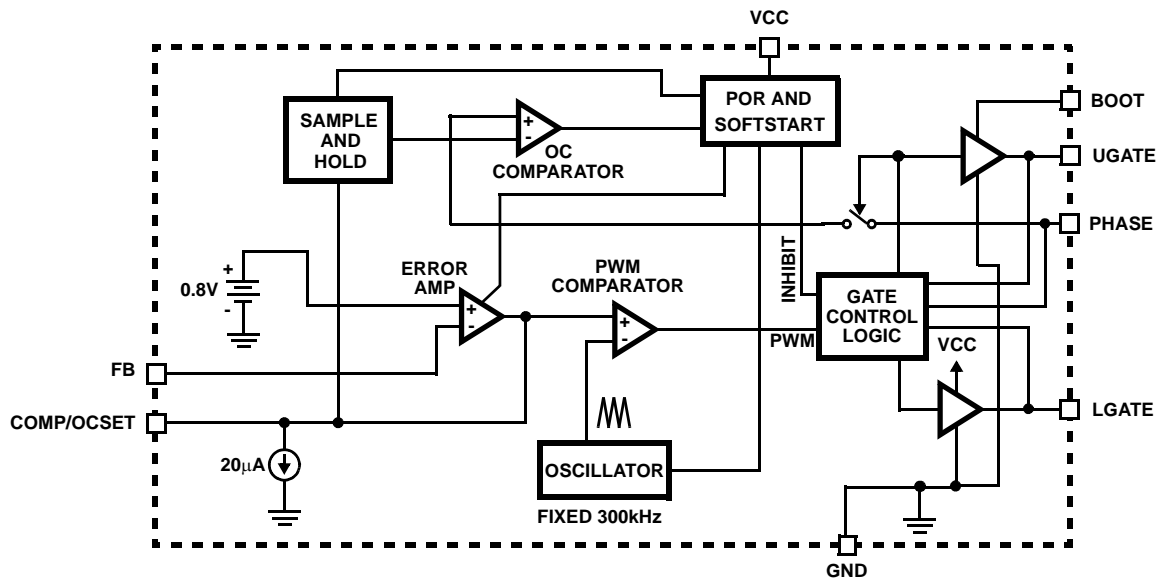 VCC
BOOT
SAMPLE
AND
HOLD
+
-
OC
COMPARATOR
POR AND
SOFTSTART
UGATE
PHASE
INHIBIT
+
0.8V
-
ERROR
AMP
+
-
PWM
COMPARATOR
+
-
PWM
GATE
CONTROL
LOGIC
VCC
FB
COMP/OCSET
LGATE
20μA
OSCILLATOR
FIXED 300kHz
GND